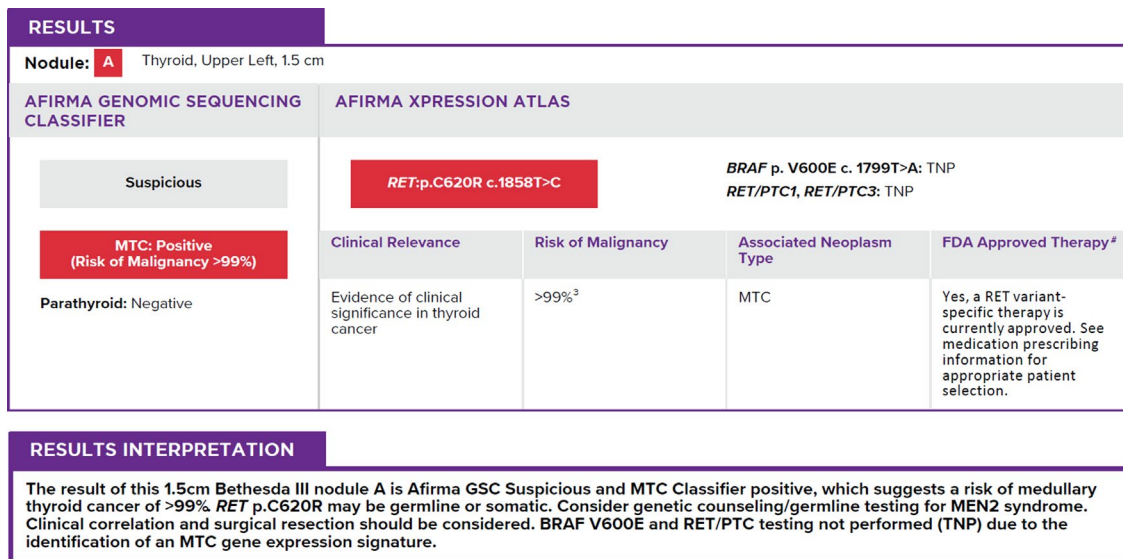 RESULTS
Nodule: A Thyroid, Upper Left, 1.5 cm
AFIRMA GENOMIC SEQUENCING
CLASSIFIER
AFIRMA XPRESSION ATLAS
Suspicious
MTC: Positive
(Risk of Malignancy >99%)
Parathyroid: Negative
RET:p.C620R c.1858T>C
BRAF p. V600E c. 1799T>A: TNP
RET/PTC1, RET/PTC3: TNP
Clinical Relevance
Risk of Malignancy
Associated Neoplasm
Type
FDA Approved Therapy#
Evidence of clinical
significance in thyroid
cancer
>99%³
MTC
Yes, a RET variant-
specific therapy is
currently approved. See
medication prescribing
information for
appropriate patient
selection.
RESULTS INTERPRETATION
The result of this 1.5cm Bethesda III nodule A is Afirma GSC Suspicious and MTC Classifier positive, which suggests a risk of medullary
thyroid cancer of >99%. RET p.C620R may be germline or somatic. Consider genetic counseling/germline testing for MEN2 syndrome.
Clinical correlation and surgical resection should be considered. BRAF V600E and RET/PTC testing not performed (TNP) due to the
identification of an MTC gene expression signature.